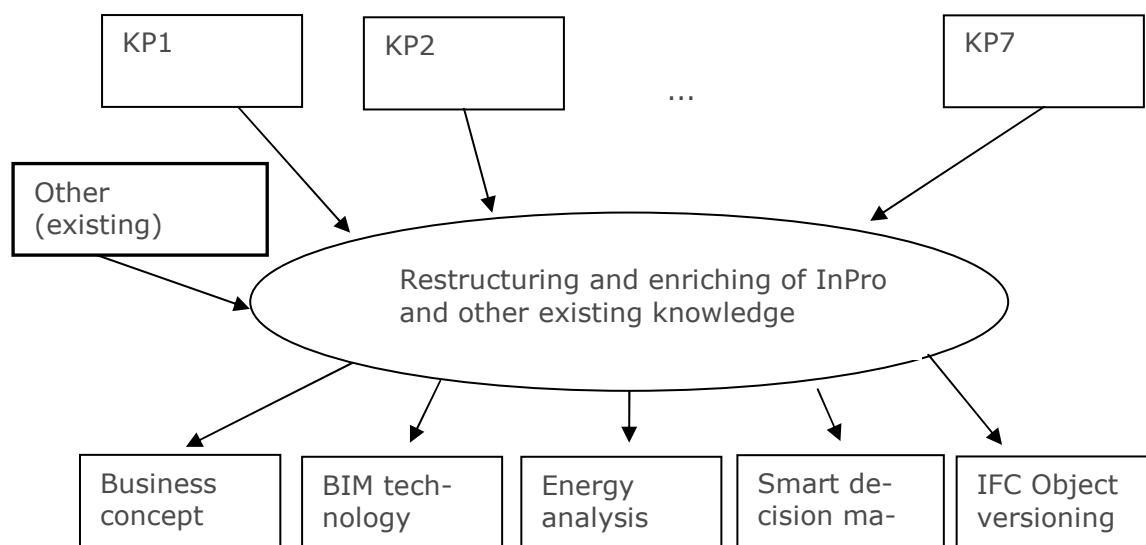 KP1
KP2
...
KP7
Other
(existing)
Restructuring and enriching of InPro
and other existing knowledge
Business
concept
BIM tech-
nology
Energy
analysis
Smart de-
cision ma-
IFC Object
versioning